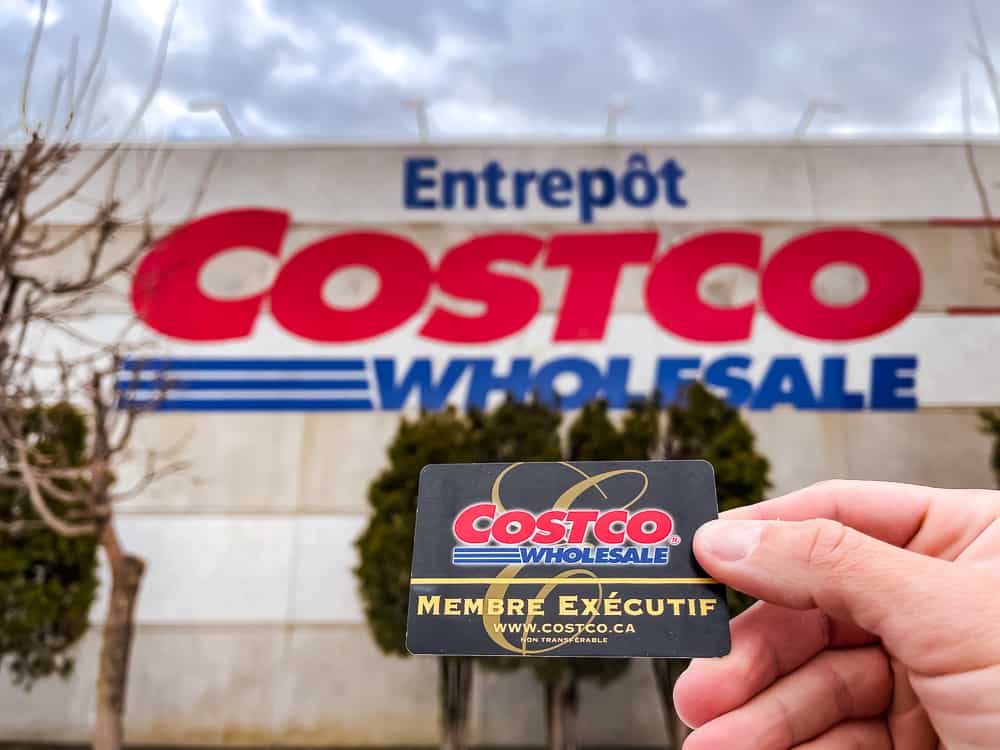 Entrepôt
COSTCO
WHOLESALE
COSTCO®
WHOLESALE
MEMBRE EXÉCUTIF
WWW.COSTCO.CA
NON TRANSFÉRABLE